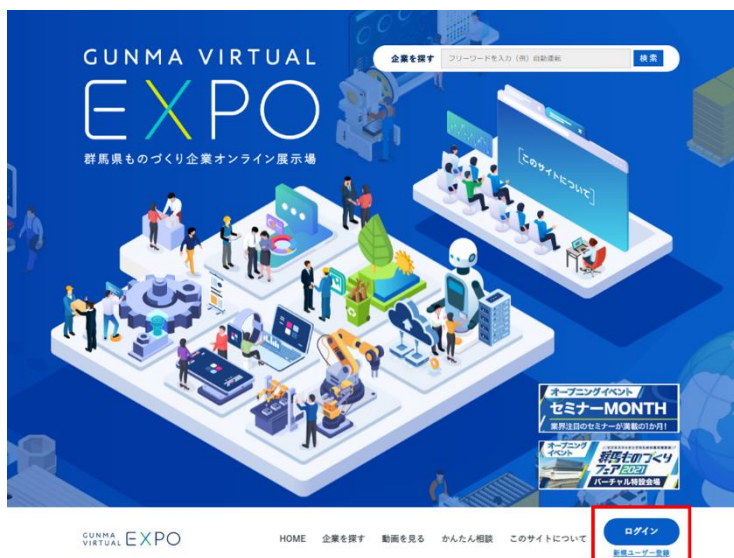 GUNMA VIRTUAL
EXPO
群馬県ものづくり企業オンライン展示場
企業を探す フリーワードを入力（例）自動運転 検索
[このサイトについて]
オープニングイベント
セミナーMONTH
業界注目のセミナーが満載の1か月!
オープニング
イベント
群馬ものづくり
フェア2021
バーチャル特設会場
GUNMA
VIRTUAL EXPO
HOME 企業を探す 動画を見る かんたん相談 このサイトについて ログイン
新規ユーザー登録